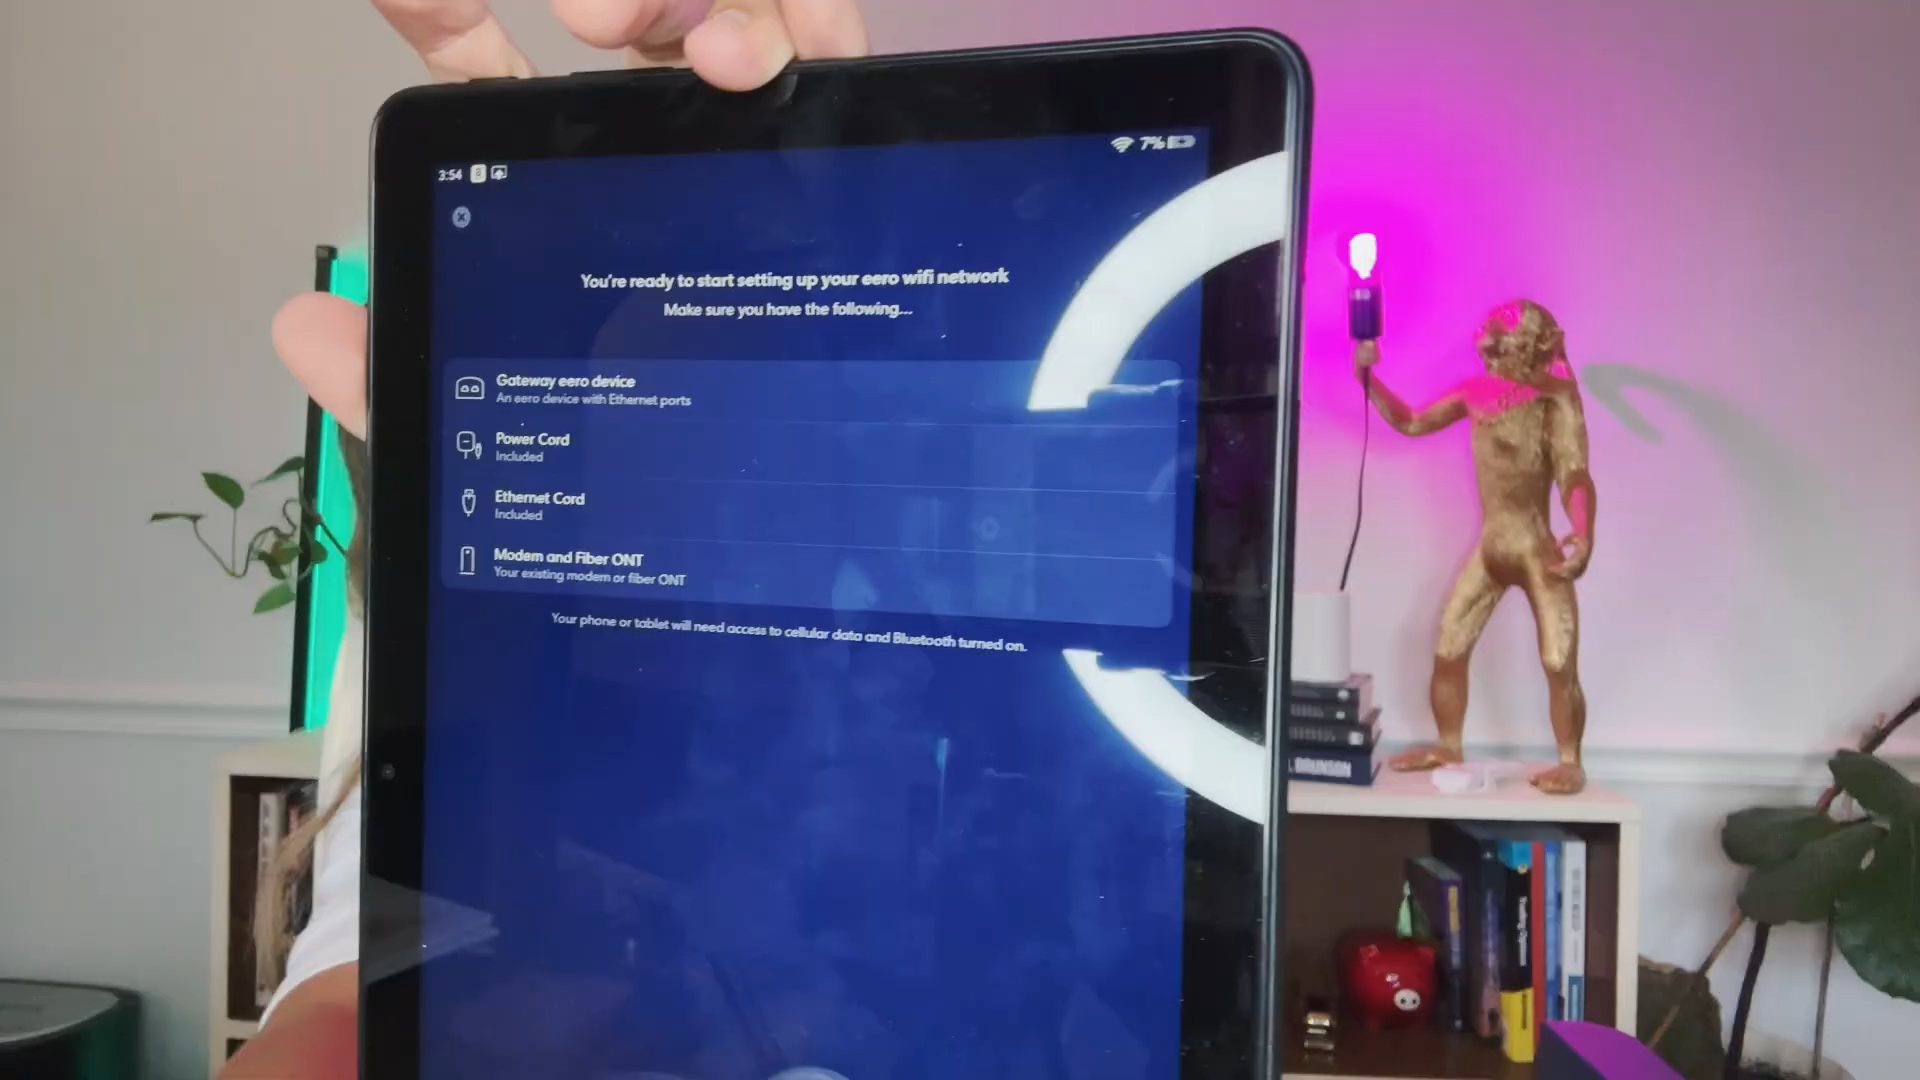 3:54
7%
You're ready to start setting up your eero wifi network
Make sure you have the following...
Gateway eero device
An eero device with Ethernet ports
Power Cord
Included
Ethernet Cord
Included
Modem and Fiber ONT
Your existing modem or fiber ONT
Your phone or tablet will need access to cellular data and Bluetooth turned on.
BRUNSON